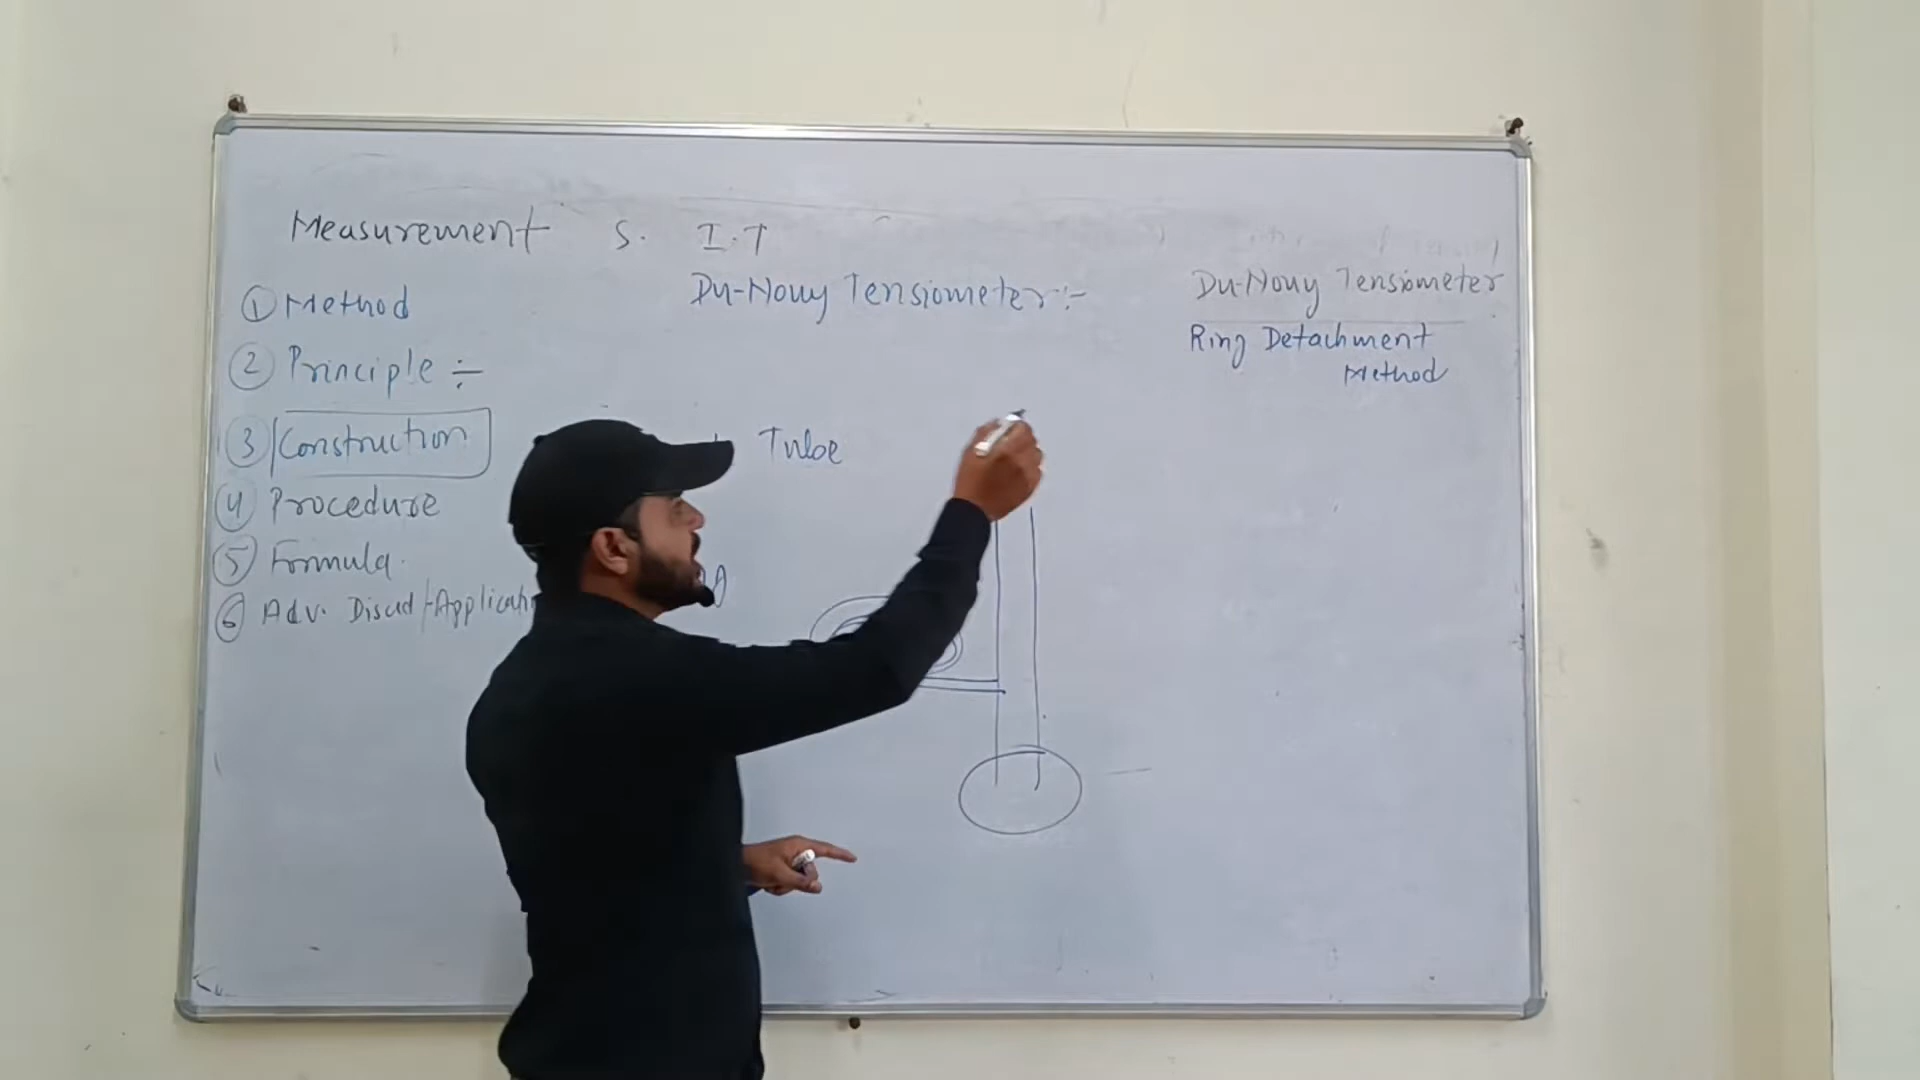 Measurement S. I.T
① Method
② Principle ÷
③ Construction
④ Procedure
⑤ Formula.
⑥ Adv. Disad/-Applicati
Du-Nouy Tensiometer:-
Tube
Du-Nouy Tensiometer
Ring Detachment
Method